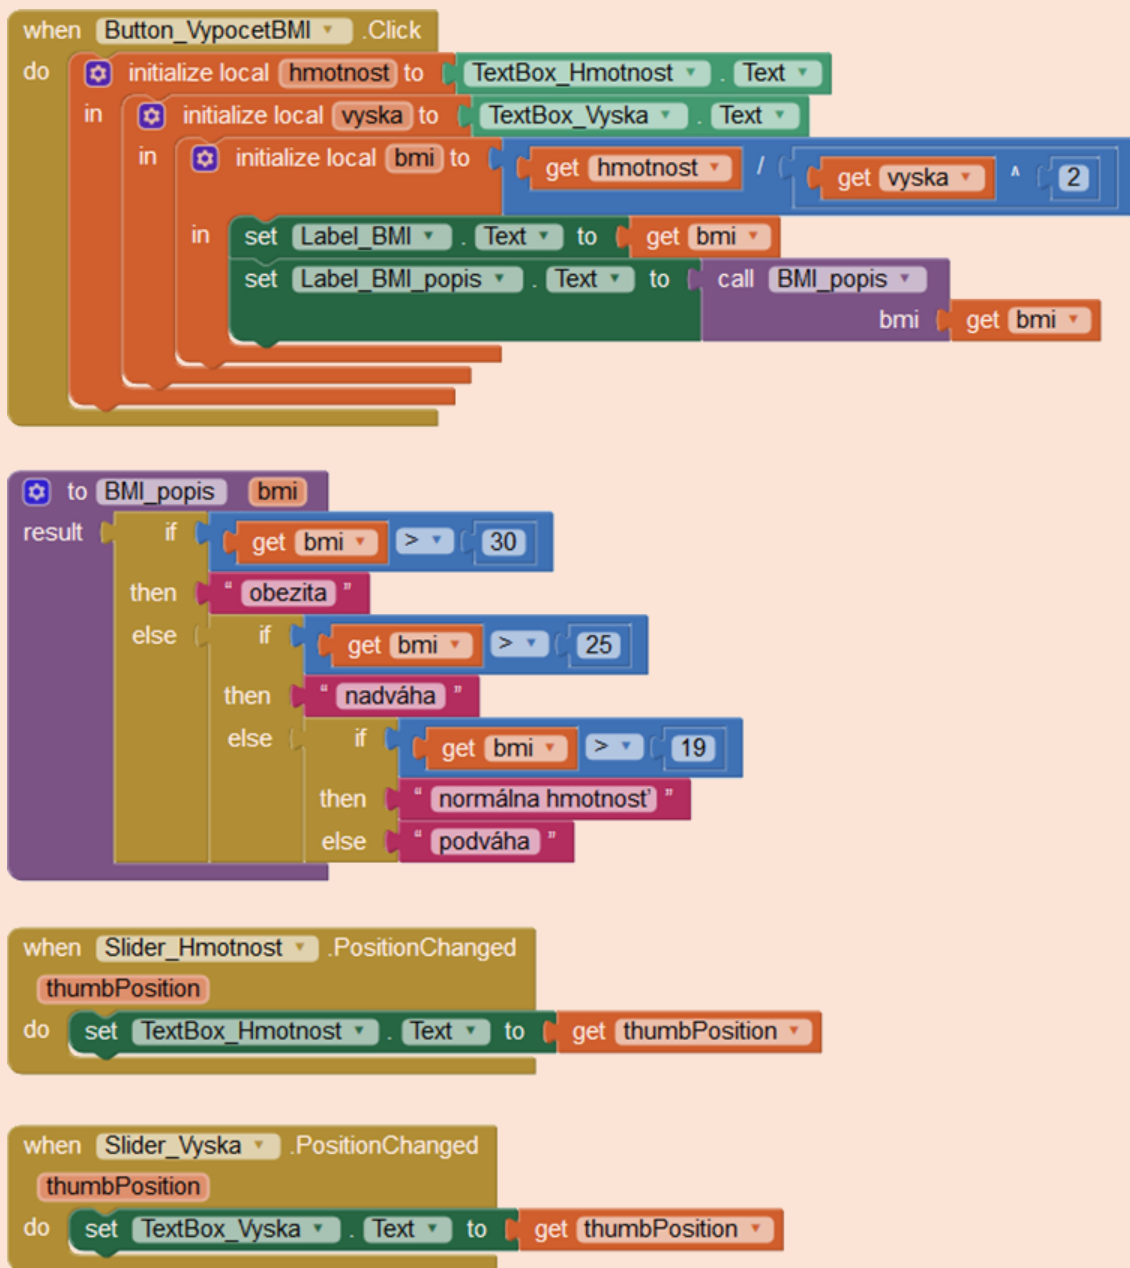 when Button_VypocetBMI .Click
do initialize local hmotnost to TextBox_Hmotnost . Text
in initialize local vyska to TextBox_Vyska . Text
in initialize local bmi to get hmotnost / get vyska ^ 2
in set Label_BMI . Text to get bmi
set Label_BMI_popis . Text to call BMI_popis
bmi get bmi
to BMI_popis bmi
result if get bmi > 30
then " obezita "
else if get bmi > 25
then " nadváha "
else if get bmi > 19
then " normálna hmotnosť "
else " podváha "
when Slider_Hmotnost .PositionChanged
thumbPosition
do set TextBox_Hmotnost . Text to get thumbPosition
when Slider_Vyska .PositionChanged
thumbPosition
do set TextBox_Vyska . Text to get thumbPosition